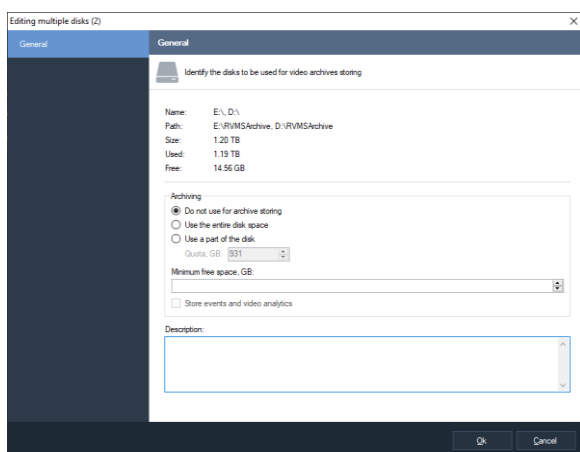 Editing multiple disks (2)
General
General
Identify the disks to be used for video archives storing
Name: E:\, D:\
Path: E:\RVMSArchive, D:\RVMSArchive
Size: 1.20 TB
Used: 1.19 TB
Free: 14.56 GB
Archiving
Do not use for archive storing
Use the entire disk space
Use a part of the disk
Quota, GB: 931
Minimum free space, GB:
Store events and video analytics
Description:
Ok Cancel